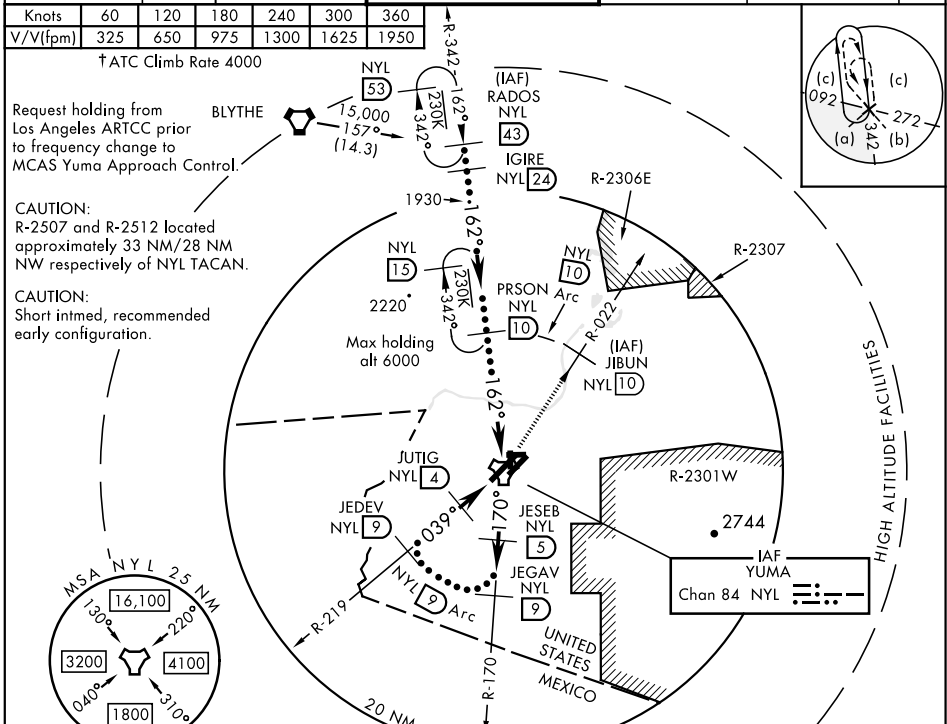 Knots 60 120 180 240 300 360
V/V(fpm) 325 650 975 1300 1625 1950
†ATC Climb Rate 4000
R-342
162°
NYL
53
230K
342°
(IAF)
RADOS
NYL
43
BLYTHE
15,000
157°
(14.3)
(c)
(c)
092
272
(a)
(b)
342
Request holding from
Los Angeles ARTCC prior
to frequency change to
MCAS Yuma Approach Control.
IGIRE
NYL 24
R-2306E
1930
162°
CAUTION:
R-2507 and R-2512 located
approximately 33 NM/28 NM
NW respectively of NYL TACAN.
R-2307
NYL
15
230K
342°
2220
NYL
10
Arc
PRSON
NYL
10
R-022
CAUTION:
Short intmed, recommended
early configuration.
Max holding
alt 6000
(IAF)
JIBUN
NYL 10
162°
HIGH ALTITUDE FACILITIES
JUTIG
NYL 4
R-2301W
JEDEV
NYL 9
039°
170°
JESEB
NYL
5
2744
JEGAV
NYL
9
NYL 9 Arc
IAF
YUMA
Chan 84 NYL
R-219
R-170
UNITED
STATES
MEXICO
20 NM
MSA NYL 25 NM
16,100
130°
220°
3200
4100
040°
310°
1800